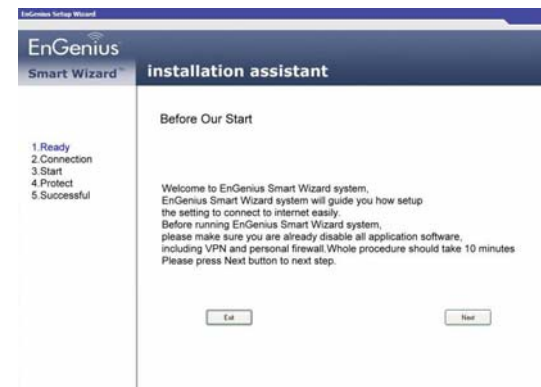 EnGenius Setup Wizard
EnGenius
Smart Wizard™
installation assistant
Before Our Start
1.Ready
2.Connection
3.Start
4.Protect
5.Successful
Welcome to EnGenius Smart Wizard system,
EnGenius Smart Wizard system will guide you how setup
the setting to connect to internet easily.
Before running EnGenius Smart Wizard system,
please make sure you are already disable all application software,
including VPN and personal firewall.Whole procedure should take 10 minutes
Please press Next button to next step.
Exit
Next